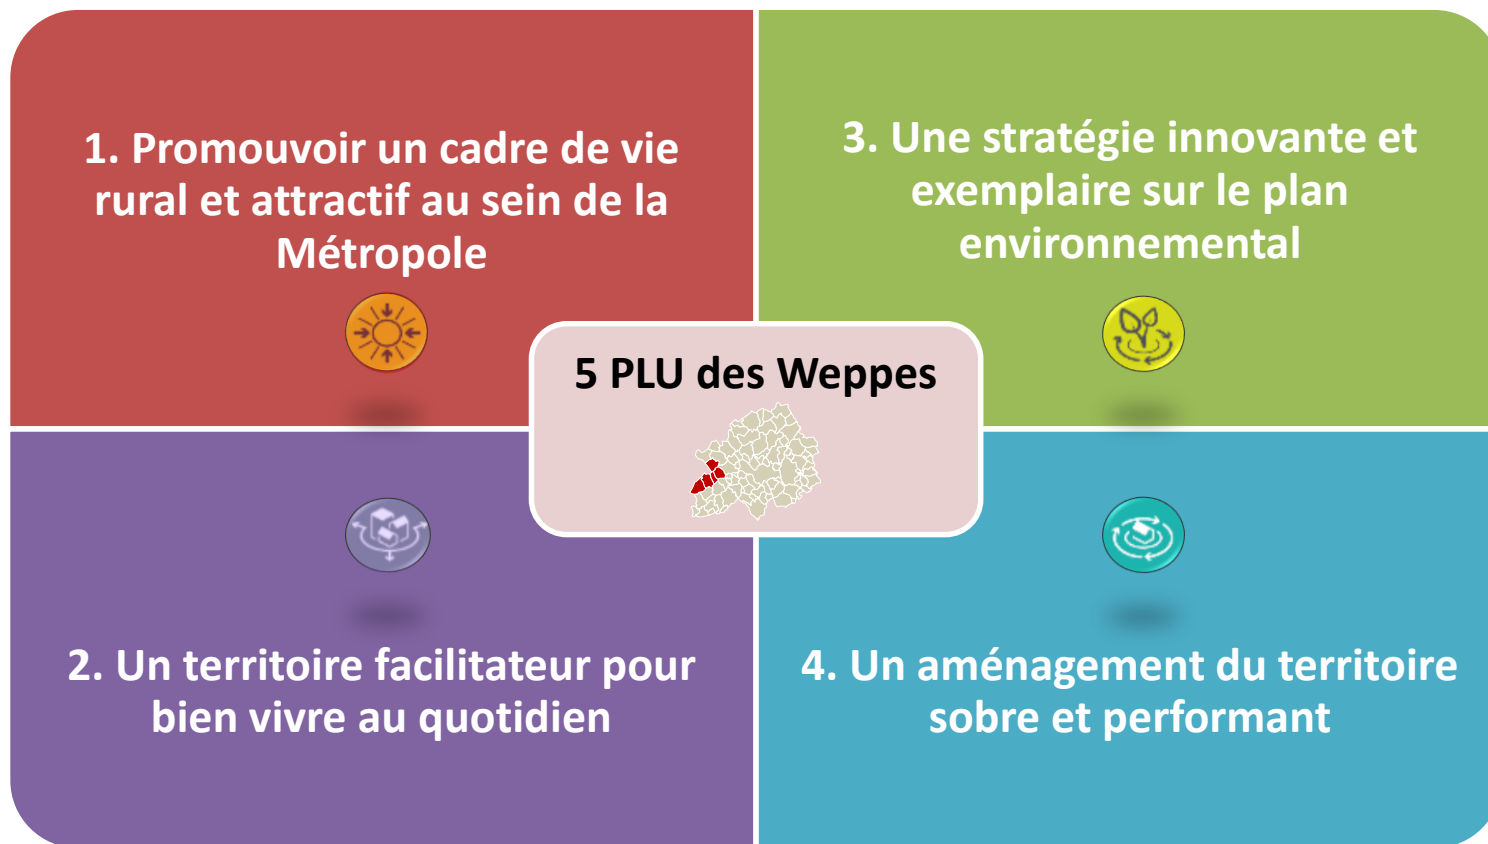 1. Promouvoir un cadre de vie
rural et attractif au sein de la
Métropole
3. Une stratégie innovante et
exemplaire sur le plan
environnemental
5 PLU des Weppes
2. Un territoire facilitateur pour
bien vivre au quotidien
4. Un aménagement du territoire
sobre et performant